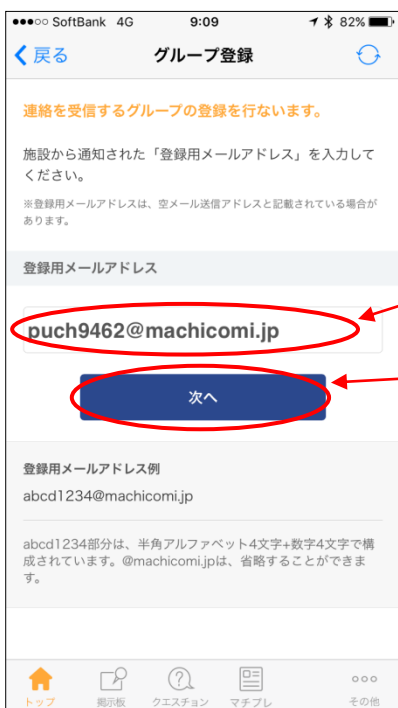 SoftBank 4G 9:09 82%
戻る グループ登録
連絡を受信するグループの登録を行ないます。
施設から通知された「登録用メールアドレス」を入力して
ください。
※登録用メールアドレスは、空メール送信アドレスと記載されている場合が
あります。
登録用メールアドレス
puch9462@machicomi.jp
次へ
登録用メールアドレス例
abcd1234@machicomi.jp
abcd1234部分は、半角アルファベット4文字+数字4文字で構
成されています。@machicomi.jpは、省略することができま
す。
トップ 掲示板 クエスチョン マチプレ その他